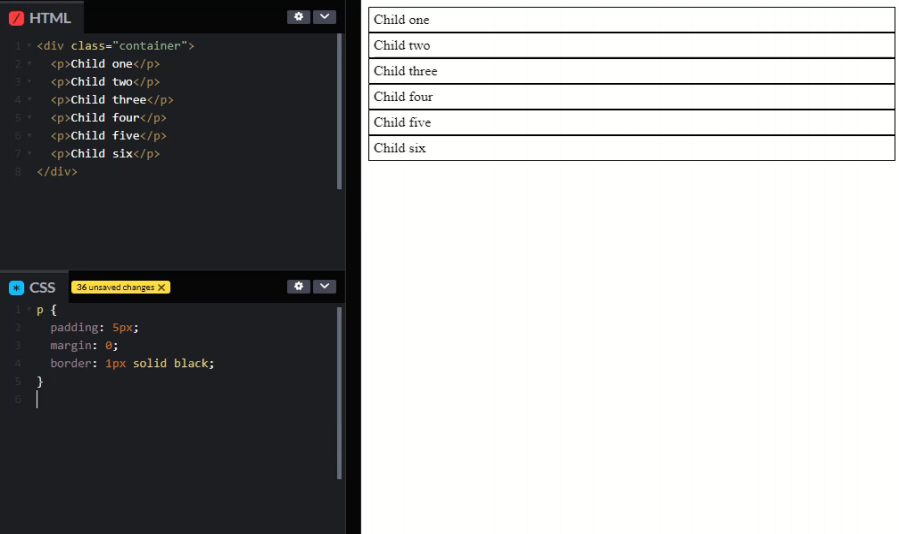 HTML
1 <div class="container">
2 <p>Child one</p>
3 <p>Child two</p>
4 <p>Child three</p>
5 <p>Child four</p>
6 <p>Child five</p>
7 <p>Child six</p>
8 </div>
CSS 36 unsaved changes X
1 p {
2 padding: 5px;
3 margin: 0;
4 border: 1px solid black;
5 }
6
Child one
Child two
Child three
Child four
Child five
Child six